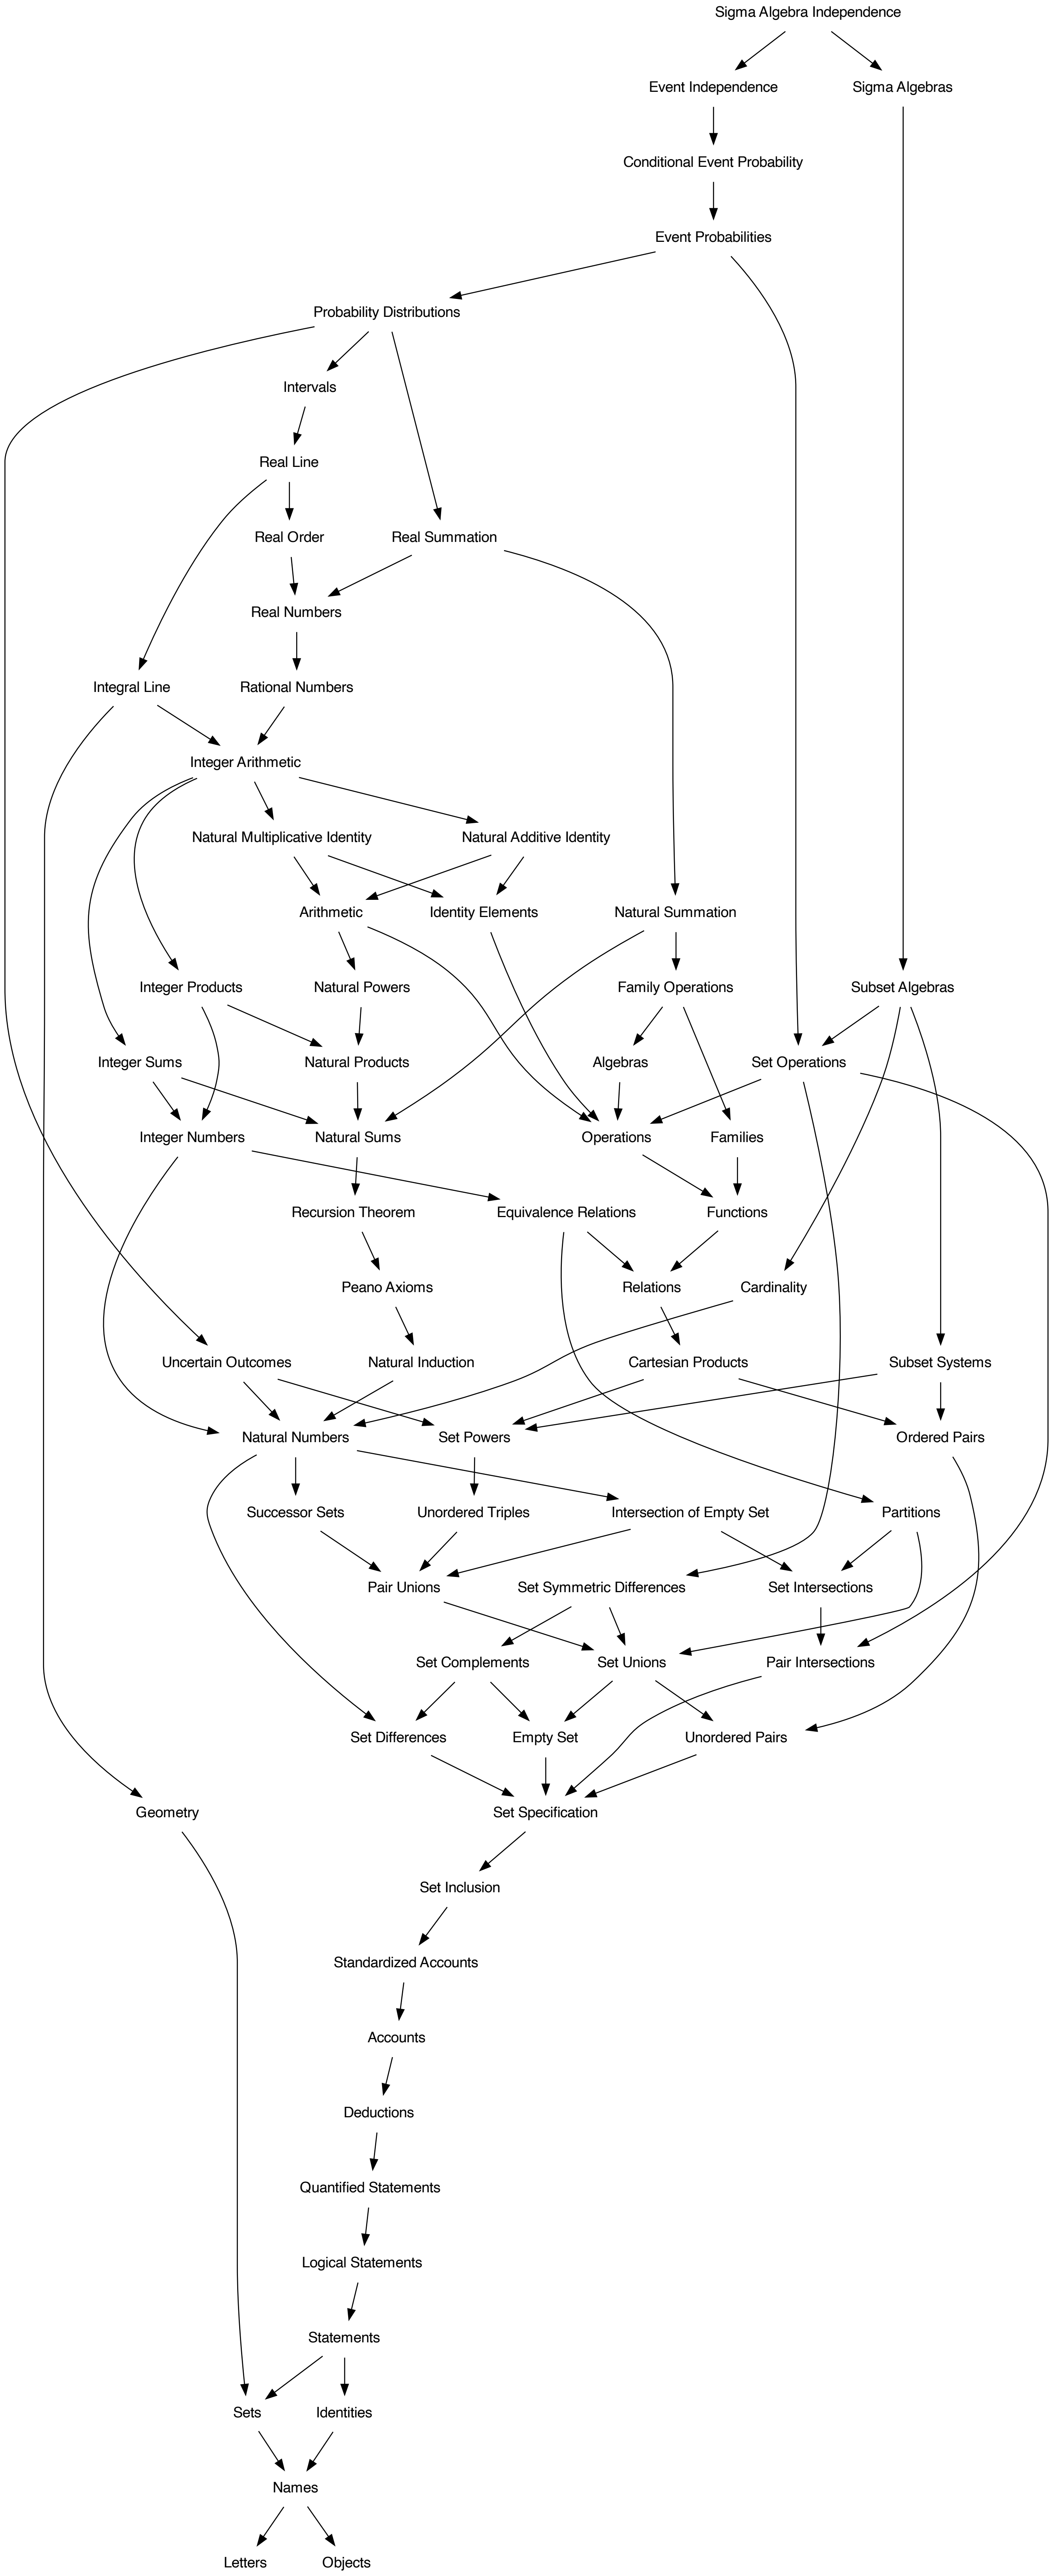 Sigma Algebra Independence
Event Independence
Sigma Algebras
Conditional Event Probability
Event Probabilities
Probability Distributions
Intervals
Real Line
Real Order
Real Summation
Real Numbers
Integral Line
Rational Numbers
Integer Arithmetic
Natural Multiplicative Identity
Natural Additive Identity
Arithmetic
Identity Elements
Natural Summation
Integer Products
Natural Powers
Family Operations
Subset Algebras
Integer Sums
Natural Products
Algebras
Set Operations
Integer Numbers
Natural Sums
Operations
Families
Recursion Theorem
Equivalence Relations
Functions
Peano Axioms
Relations
Cardinality
Uncertain Outcomes
Natural Induction
Cartesian Products
Subset Systems
Natural Numbers
Set Powers
Ordered Pairs
Successor Sets
Unordered Triples
Intersection of Empty Set
Partitions
Pair Unions
Set Symmetric Differences
Set Intersections
Set Complements
Set Unions
Pair Intersections
Set Differences
Empty Set
Unordered Pairs
Geometry
Set Specification
Set Inclusion
Standardized Accounts
Accounts
Deductions
Quantified Statements
Logical Statements
Statements
Sets
Identities
Names
Letters
Objects